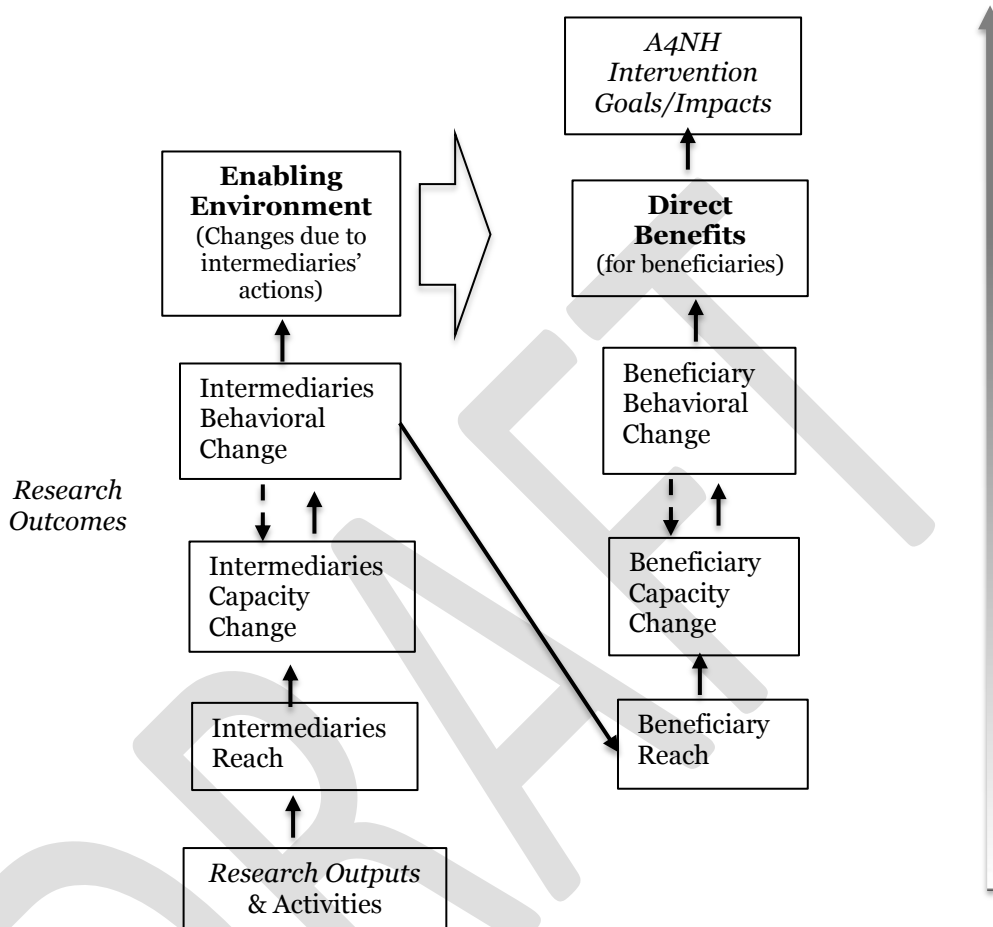 A4NH
Intervention
Goals/Impacts
Enabling
Environment
(Changes due to
intermediaries’
actions)
Direct
Benefits
(for beneficiaries)
Intermediaries
Behavioral
Change
Beneficiary
Behavioral
Change
Research
Outcomes
Intermediaries
Capacity
Change
Beneficiary
Capacity
Change
Intermediaries
Reach
Beneficiary
Reach
Research Outputs
& Activities
DRAFT